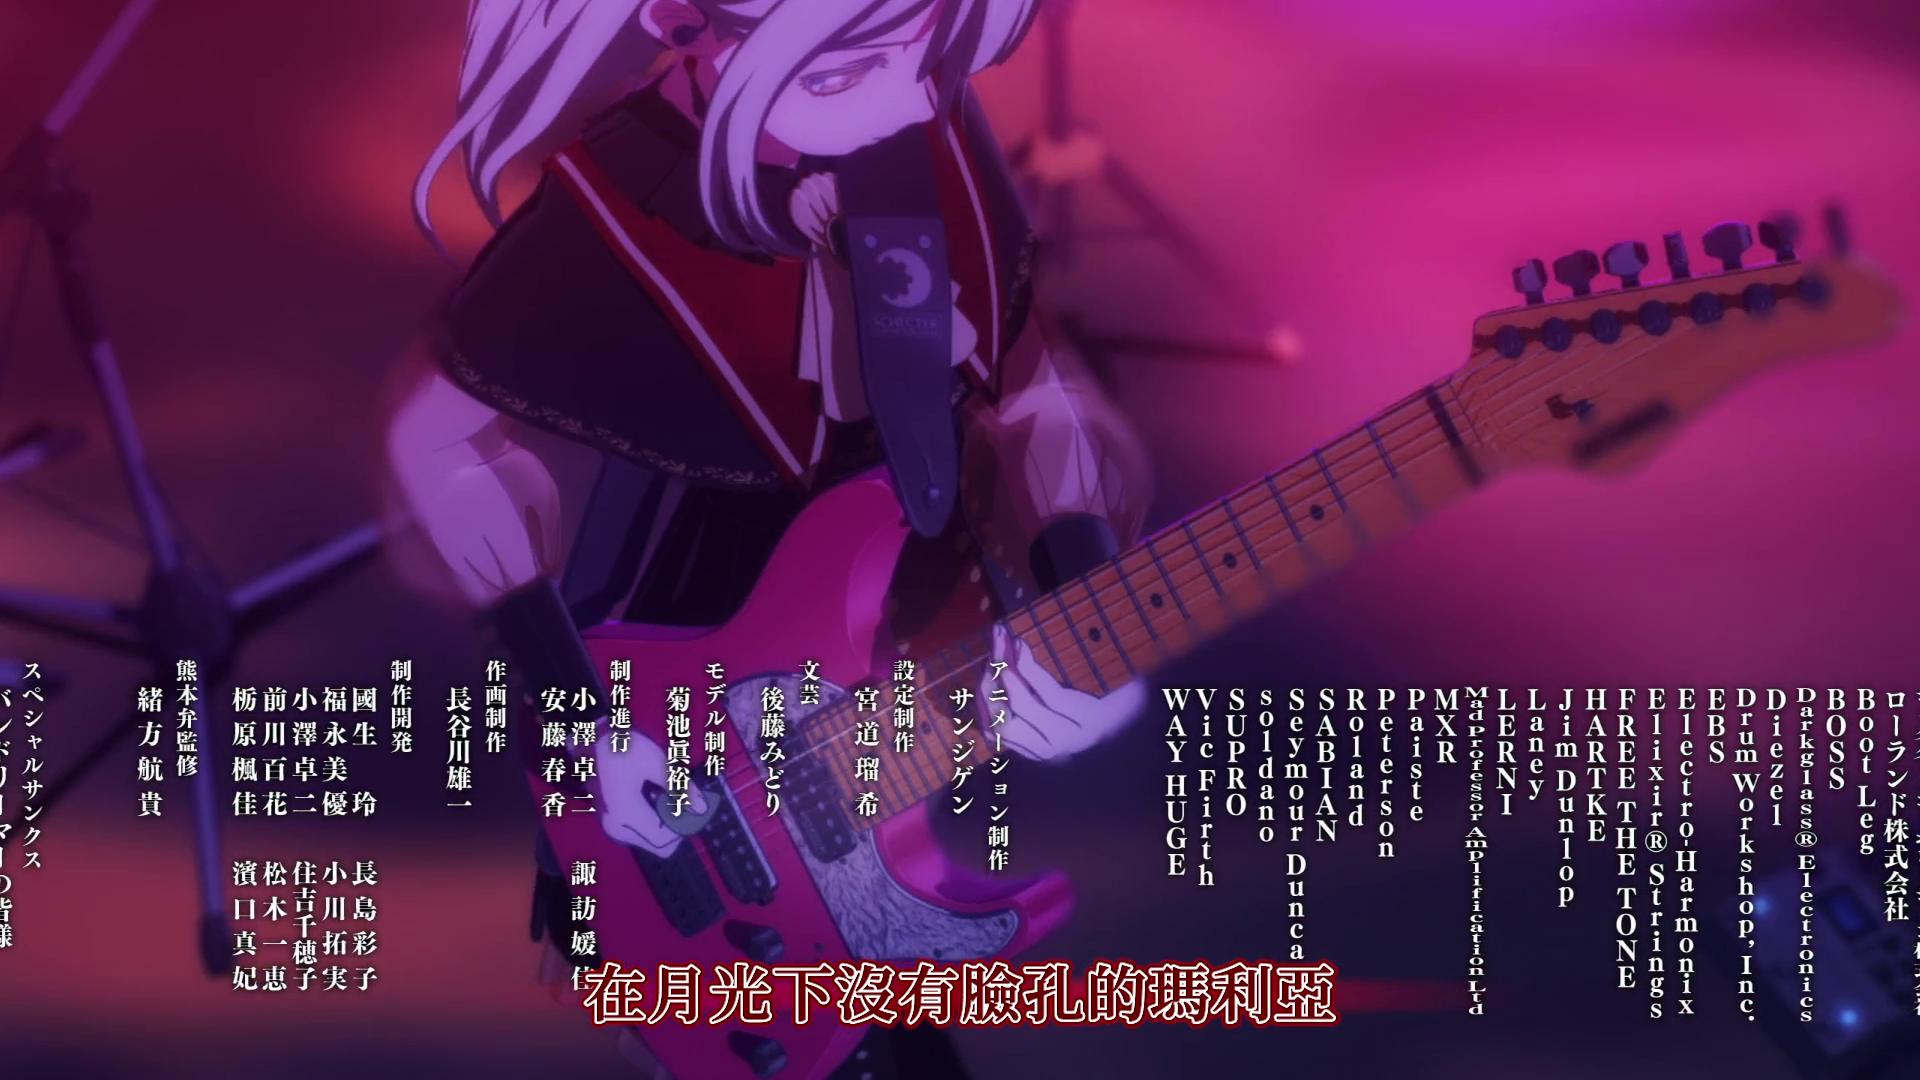 ローランド株式会社
Boot Leg
BOSS
Darkglass® Electronics
Diezel
Drum Workshop, Inc.
EBS
Electro-Harmonix
Elixir® Strings
FREE THE TONE
HARTKE
Jim Dunlop
Laney
LERNI
Mad Professor Amplification Ltd
MXR
Paiste
Peterson
Roland
SABIAN
Seymour Dunca
soldano
SUPRO
Vic Firth
WAY HUGE
アニメーション制作
サンジゲン
設定制作
宮道瑠希
文芸
後藤みどり
モデル制作
菊池眞裕子
制作進行
小澤卓二 諏訪媛佳
安藤春香
作画制作
長谷川雄一
制作開発
國生 玲 長島彩子
福永美優 小川拓実
小澤卓二 住吉千穂子
前川百花 松木一恵
栃原楓佳 濱口真妃
熊本弁監修
緒方航貴
スペシャルサンクス
バンドリーマーの皆様
SCHECTER
在月光下沒有臉孔的瑪利亞